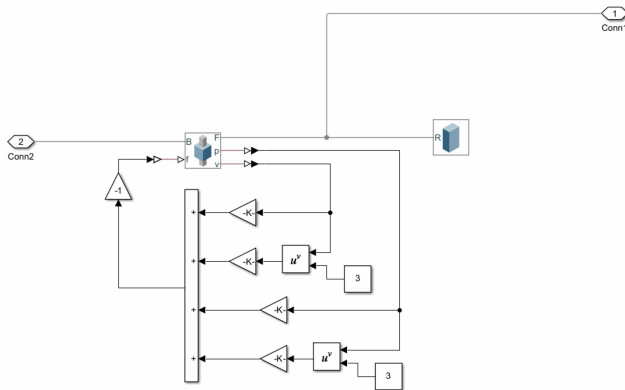 1
Conn1
2
Conn2
B
F
p
f
v
R
-1
+
-K-
+
-K-
u^v
3
+
-K-
+
-K-
u^v
3